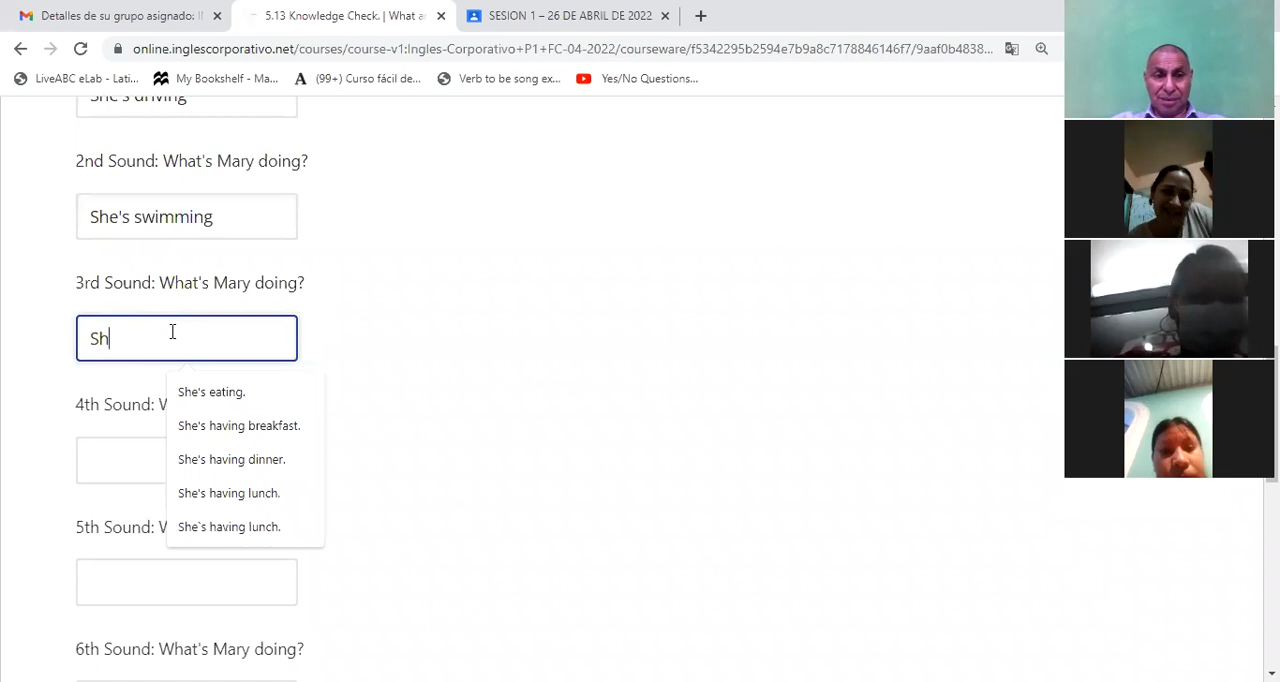 Detalles de su grupo asignado: I
5.13 Knowledge Check. | What a
SESION 1 – 26 DE ABRIL DE 2022
online.inglescorporativo.net/courses/course-v1:Ingles-Corporativo+P1+FC-04-2022/courseware/f5342295b2594e7b9a8c7178846146f7/9aaf0b4838...
LiveABC eLab - Lati...
My Bookshelf - Ma...
(99+) Curso fácil de...
Verb to be song ex...
Yes/No Questions...
She's driving
2nd Sound: What's Mary doing?
She's swimming
3rd Sound: What's Mary doing?
Sh
She's eating.
4th Sound: W
She's having breakfast.
She's having dinner.
She's having lunch.
5th Sound: W
She`s having lunch.
6th Sound: What's Mary doing?